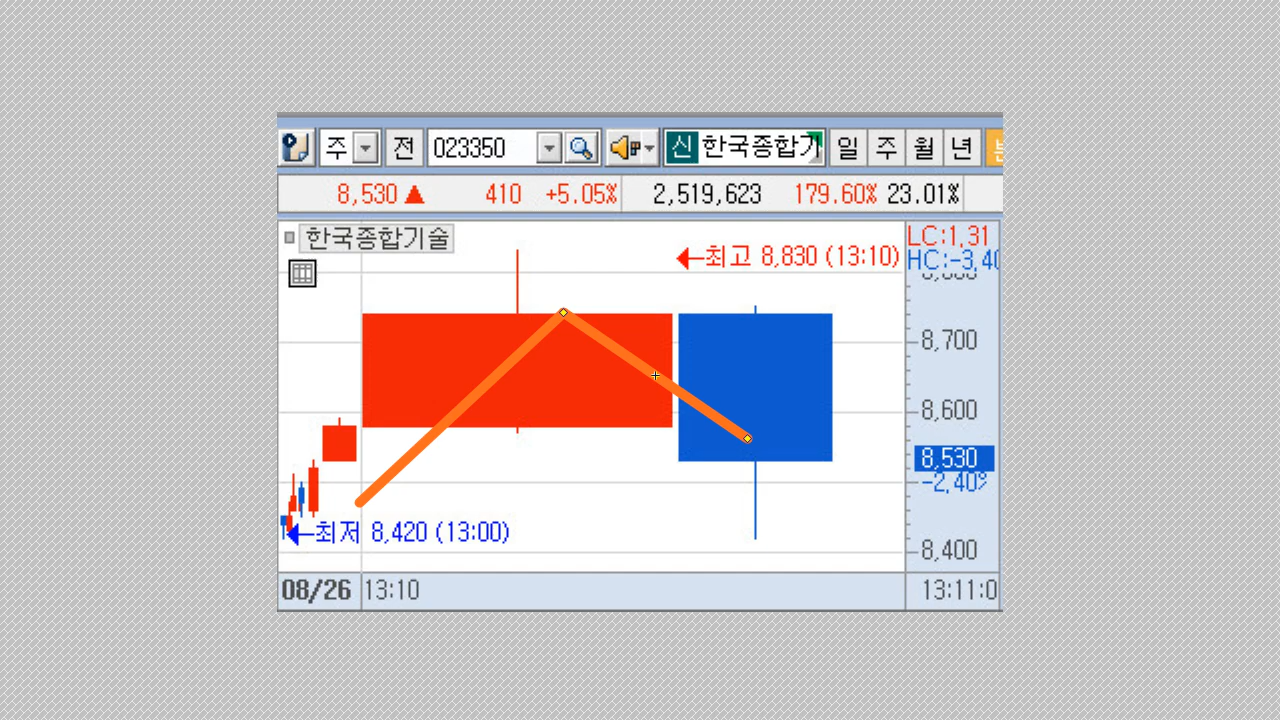 주 전 023350 신 한국종합기 일 주 월 년
8,530 ▲ 410 +5.05% 2,519,623 179.60% 23.01%
한국종합기술
←최고 8,830 (13:10)
LC:1,31
HC:-3,40
8,700
8,600
8,530
-2,40%
←최저 8,420 (13:00)
8,400
08/26 13:10 13:11:0